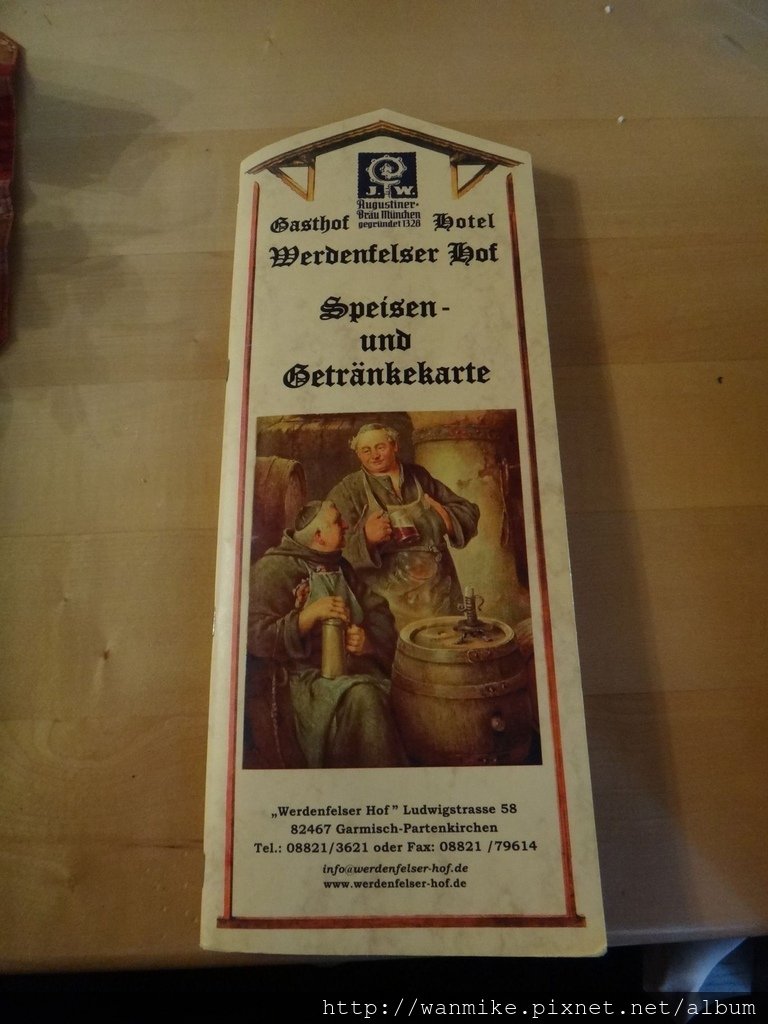 J. W.
Augustiner-
Bräu München
gegründet 1328
Gasthof Hotel
Werdenfelser Hof
Speisen-
und
Getränkekarte
„Werdenfelser Hof" Ludwigstrasse 58
82467 Garmisch-Partenkirchen
Tel.: 08821/3621 oder Fax: 08821 /79614
info@werdenfelser-hof.de
www.werdenfelser-hof.de
http://wanmike.pixnet.net/album